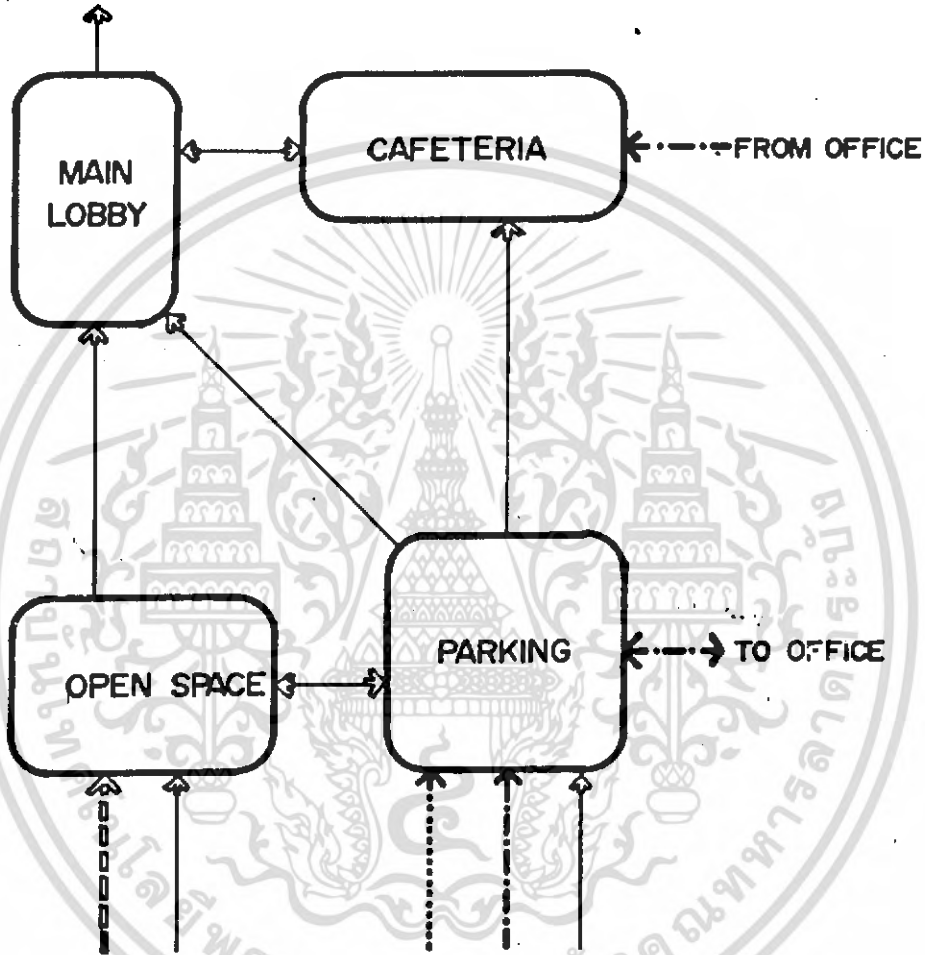 MAIN
LOBBY
CAFETERIA
FROM OFFICE
PARKING
TO OFFICE
OPEN SPACE